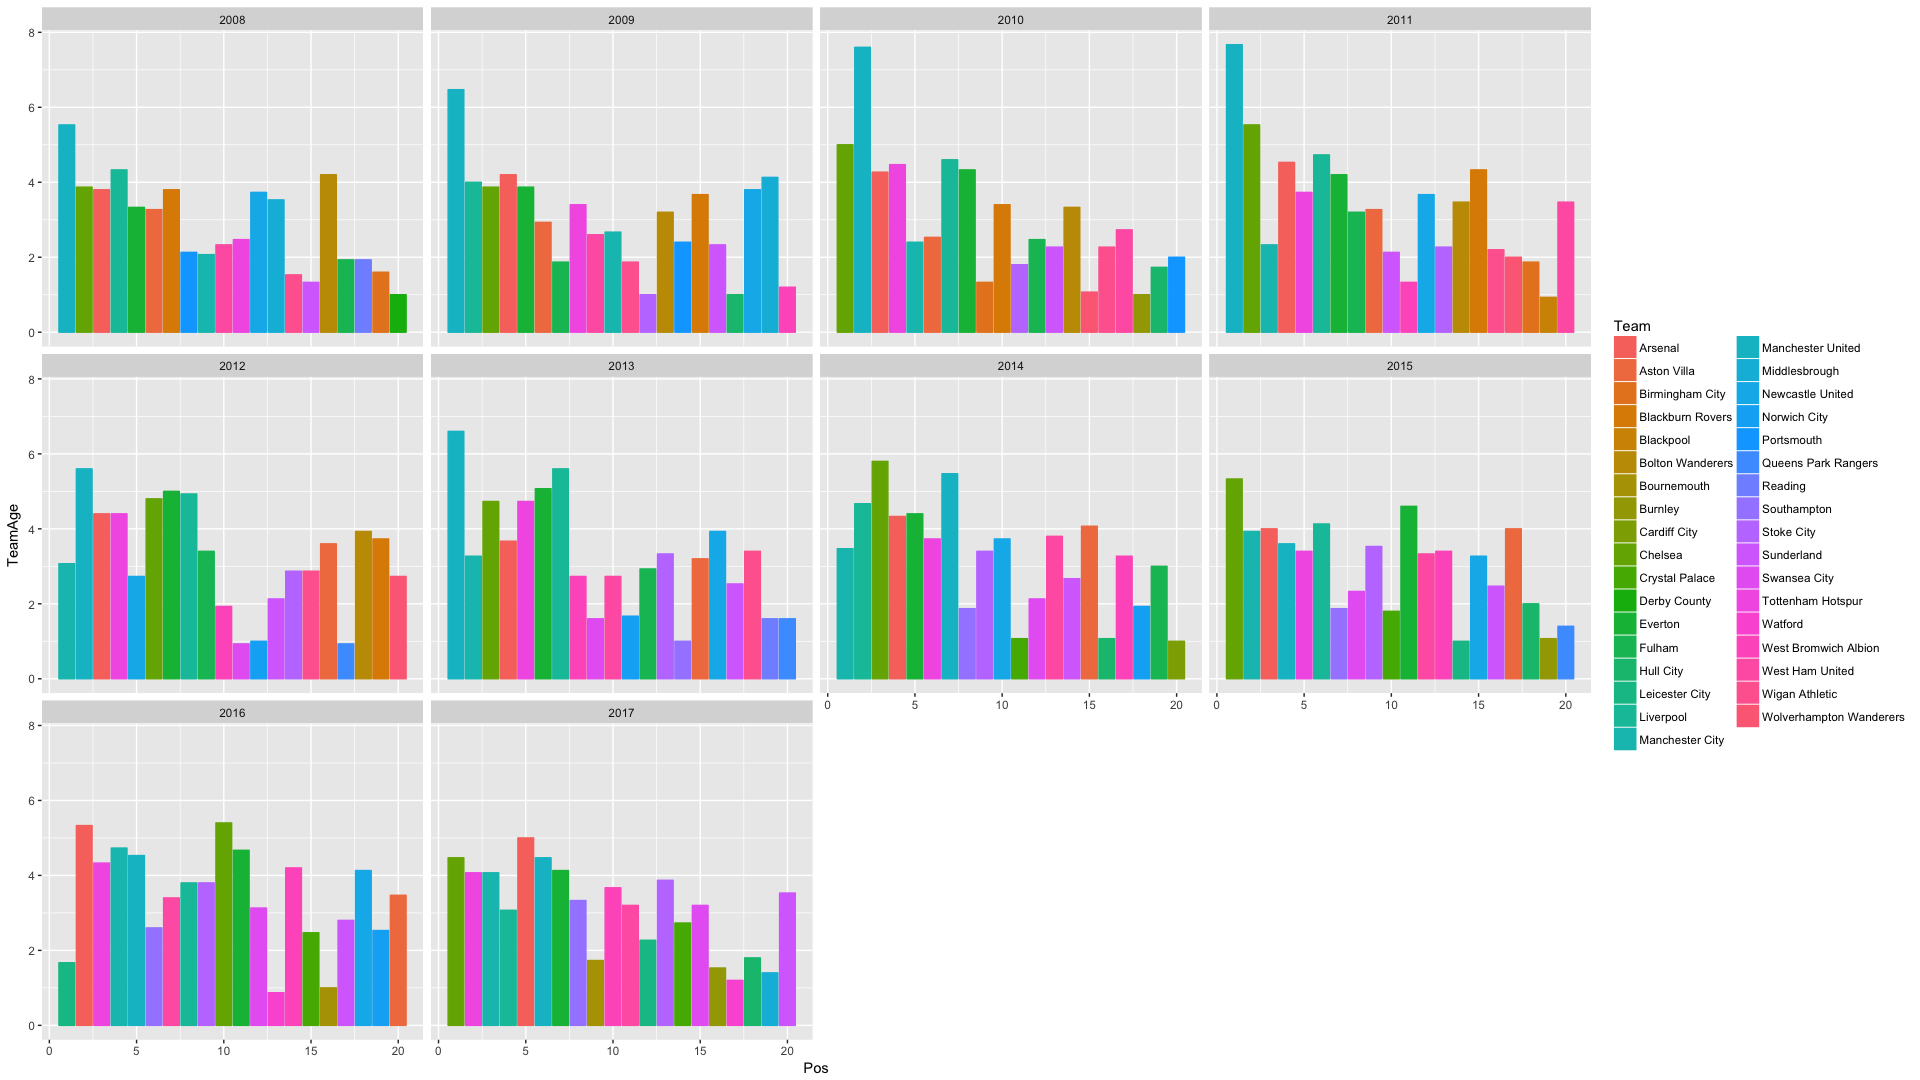 2008 2009 2010 2011
8
6
4
2
0
2012 2013 2014 2015
8
6
4
2
0
0 5 10 15 20 0 5 10 15 20
2016 2017
8
6
4
2
0
0 5 10 15 20 0 5 10 15 20
Pos
TeamAge
Team
Arsenal
Aston Villa
Birmingham City
Blackburn Rovers
Blackpool
Bolton Wanderers
Bournemouth
Burnley
Cardiff City
Chelsea
Crystal Palace
Derby County
Everton
Fulham
Hull City
Leicester City
Liverpool
Manchester City
Manchester United
Middlesbrough
Newcastle United
Norwich City
Portsmouth
Queens Park Rangers
Reading
Southampton
Stoke City
Sunderland
Swansea City
Tottenham Hotspur
Watford
West Bromwich Albion
West Ham United
Wigan Athletic
Wolverhampton Wanderers